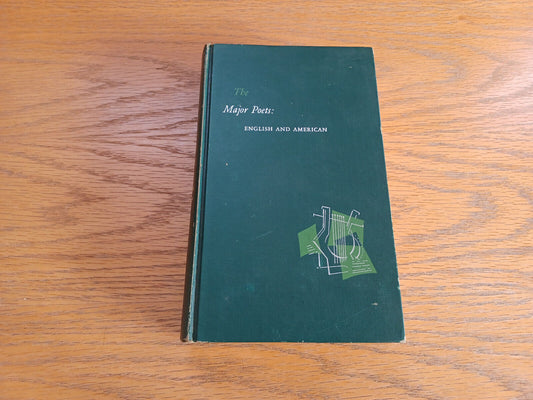 The
Major Poets:
ENGLISH AND AMERICAN